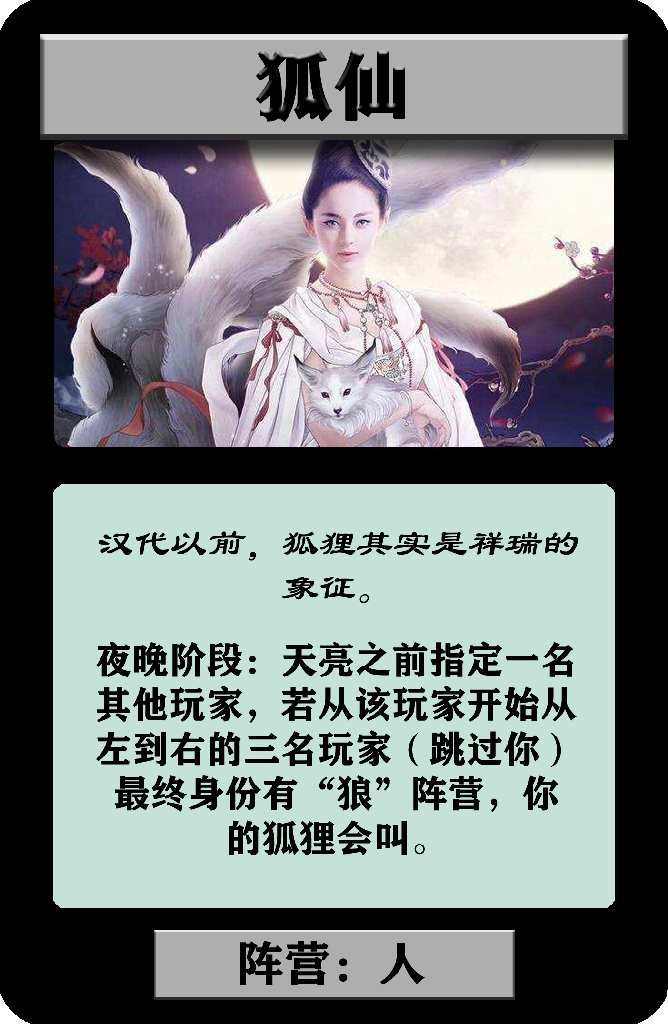 狐仙
汉代以前，狐狸其实是祥瑞的
象征。
夜晚阶段：天亮之前指定一名
其他玩家，若从该玩家开始从
左到右的三名玩家（跳过你）
最终身份有“狼”阵营，你
的狐狸会叫。
阵营：人